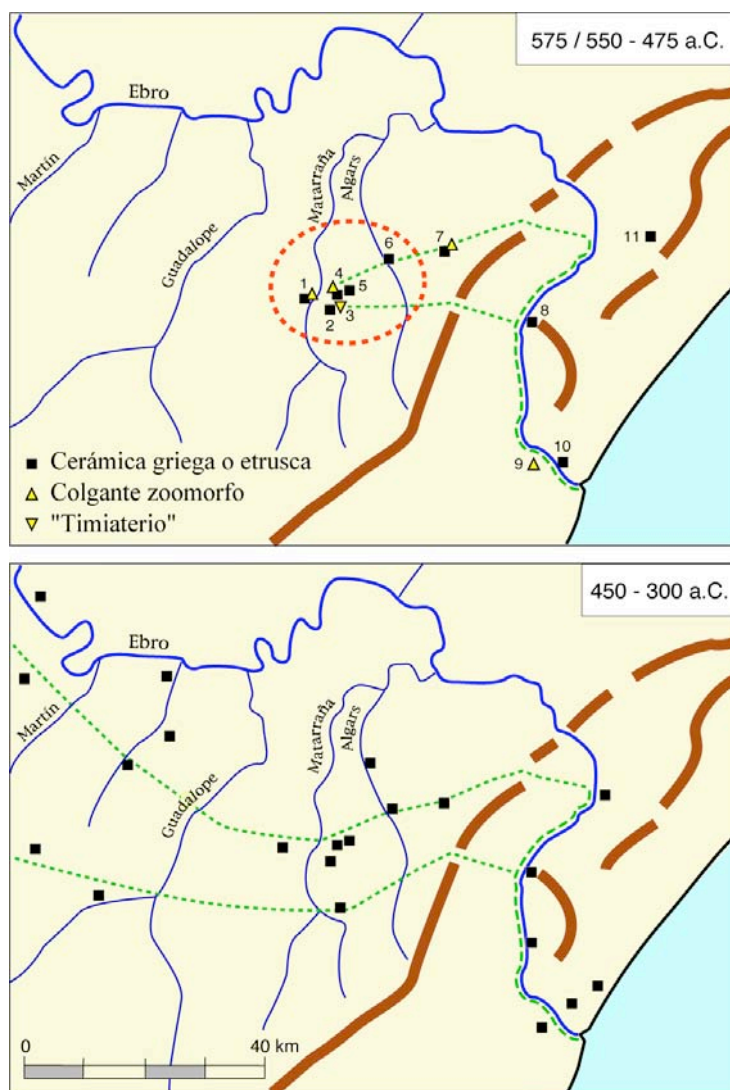 575 / 550 - 475 a.C.
Ebro
Martín
Guadalope
Matarraña
Algars
1
2
3
4
5
6
7
8
9
10
11
Cerámica griega o etrusca
Colgante zoomorfo
"Timiaterio"
450 - 300 a.C.
Ebro
Martín
Guadalope
Matarraña
Algars
0
40 km